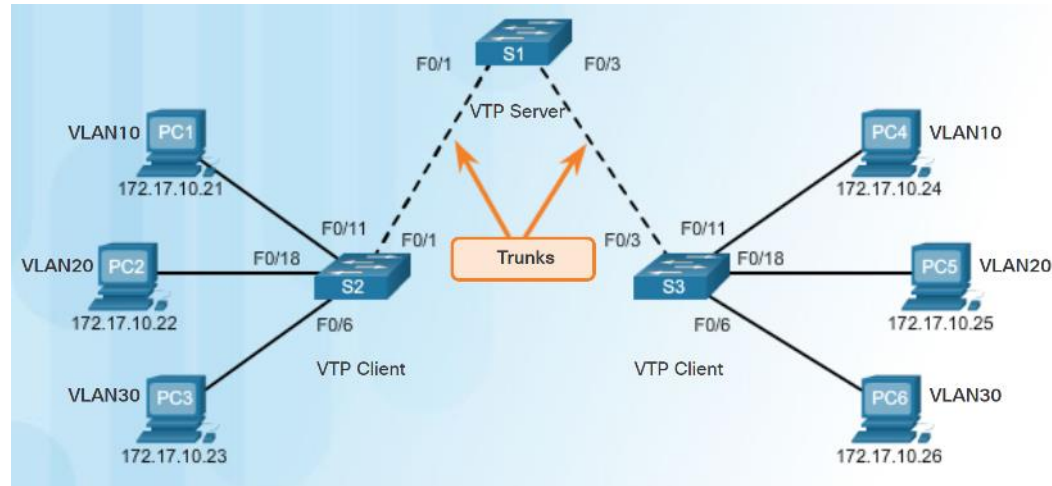 S1
F0/1
F0/3
VTP Server
VLAN10
PC1
172.17.10.21
PC4
VLAN10
172.17.10.24
F0/11
F0/1
Trunks
F0/3
F0/11
VLAN20
PC2
172.17.10.22
F0/18
S2
S3
F0/18
PC5
VLAN20
172.17.10.25
F0/6
F0/6
VTP Client
VTP Client
VLAN30
PC3
172.17.10.23
PC6
VLAN30
172.17.10.26